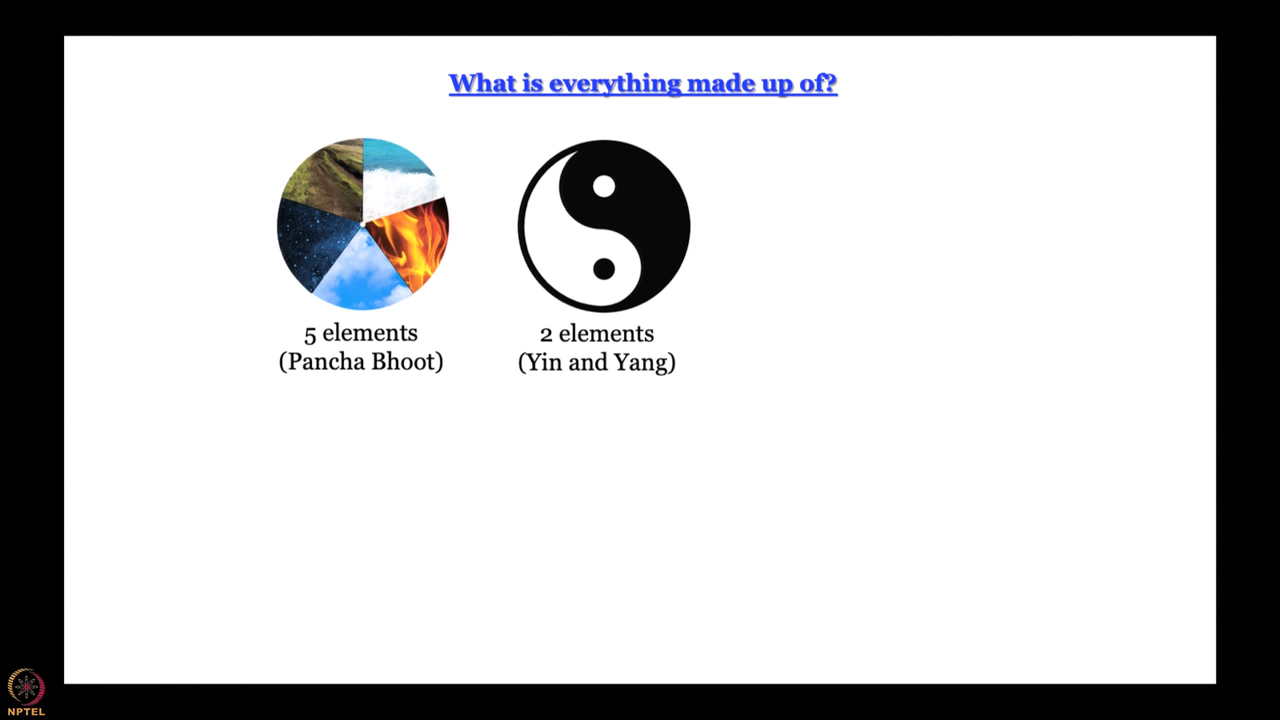 What is everything made up of?
5 elements
(Pancha Bhoot)
2 elements
(Yin and Yang)
NPTEL